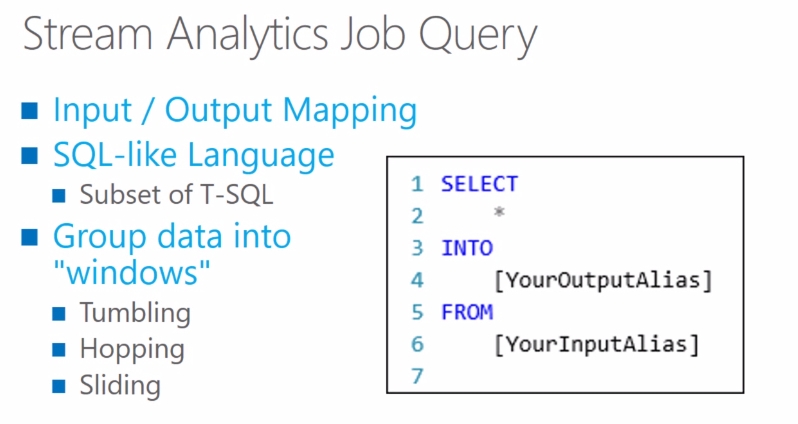 Stream Analytics Job Query
Input / Output Mapping
SQL-like Language
Subset of T-SQL
Group data into
"windows"
Tumbling
Hopping
Sliding
1 SELECT
2 *
3 INTO
4 [YourOutputAlias]
5 FROM
6 [YourInputAlias]
7